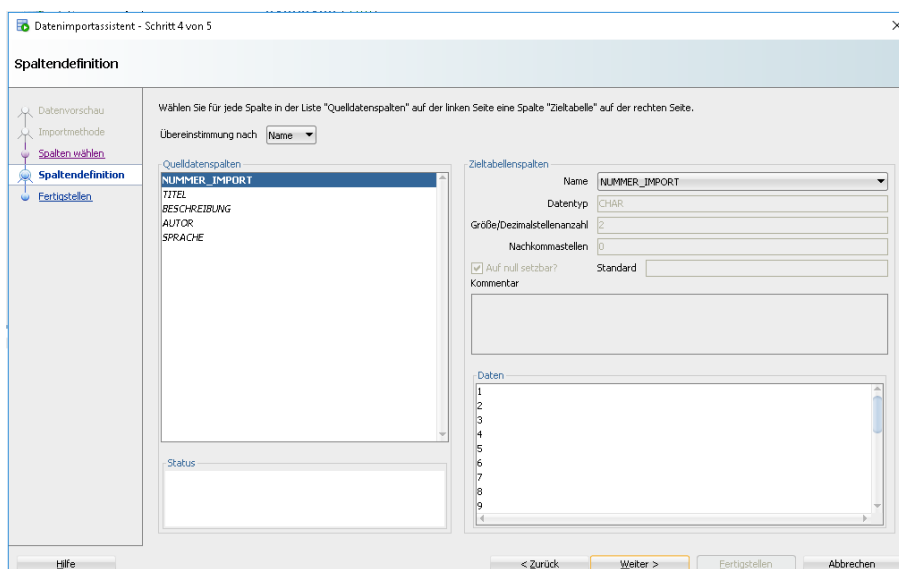 Datenimportassistent - Schritt 4 von 5
Spaltendefinition
Datenvorschau
Importmethode
Spalten wählen
Spaltendefinition
Fertigstellen
Wählen Sie für jede Spalte in der Liste "Quelldatenspalten" auf der linken Seite eine Spalte "Zieltabelle" auf der rechten Seite.
Übereinstimmung nach Name
Quelldatenspalten
NUMMER_IMPORT
TITEL
BESCHREIBUNG
AUTOR
SPRACHE
Status
Zieltabellenspalten
Name NUMMER_IMPORT
Datentyp CHAR
Größe/Dezimalstellenanzahl 2
Nachkommastellen 0
Auf null setzbar? Standard
Kommentar
Daten
1
2
3
4
5
6
7
8
9
Hilfe < Zurück Weiter > Fertigstellen Abbrechen